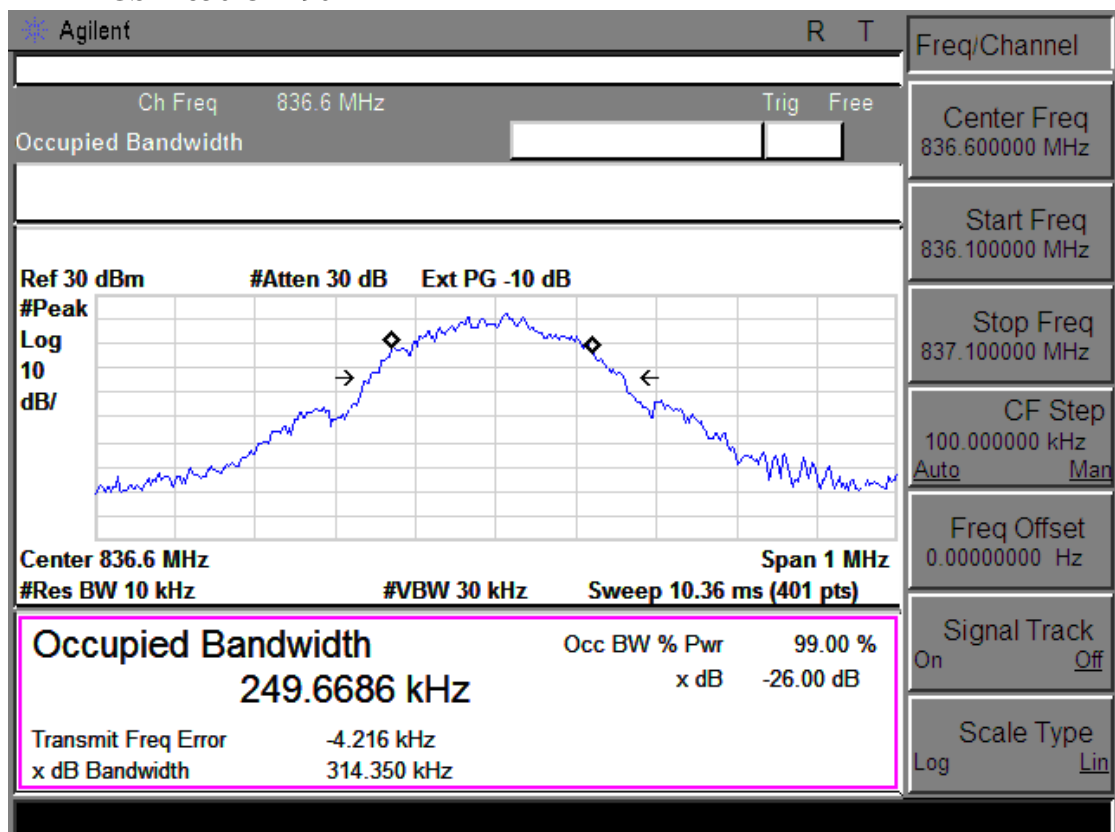 Agilent R T
Freq/Channel
Ch Freq 836.6 MHz Trig Free
Occupied Bandwidth
Center Freq
836.600000 MHz
Start Freq
836.100000 MHz
Ref 30 dBm #Atten 30 dB Ext PG -10 dB
#Peak
Log
10
dB/
Stop Freq
837.100000 MHz
CF Step
100.000000 kHz
Auto Man
Center 836.6 MHz Span 1 MHz
#Res BW 10 kHz #VBW 30 kHz Sweep 10.36 ms (401 pts)
Freq Offset
0.00000000 Hz
Occupied Bandwidth Occ BW % Pwr 99.00 %
249.6686 kHz x dB -26.00 dB
Transmit Freq Error -4.216 kHz
x dB Bandwidth 314.350 kHz
Signal Track
On Off
Scale Type
Log Lin